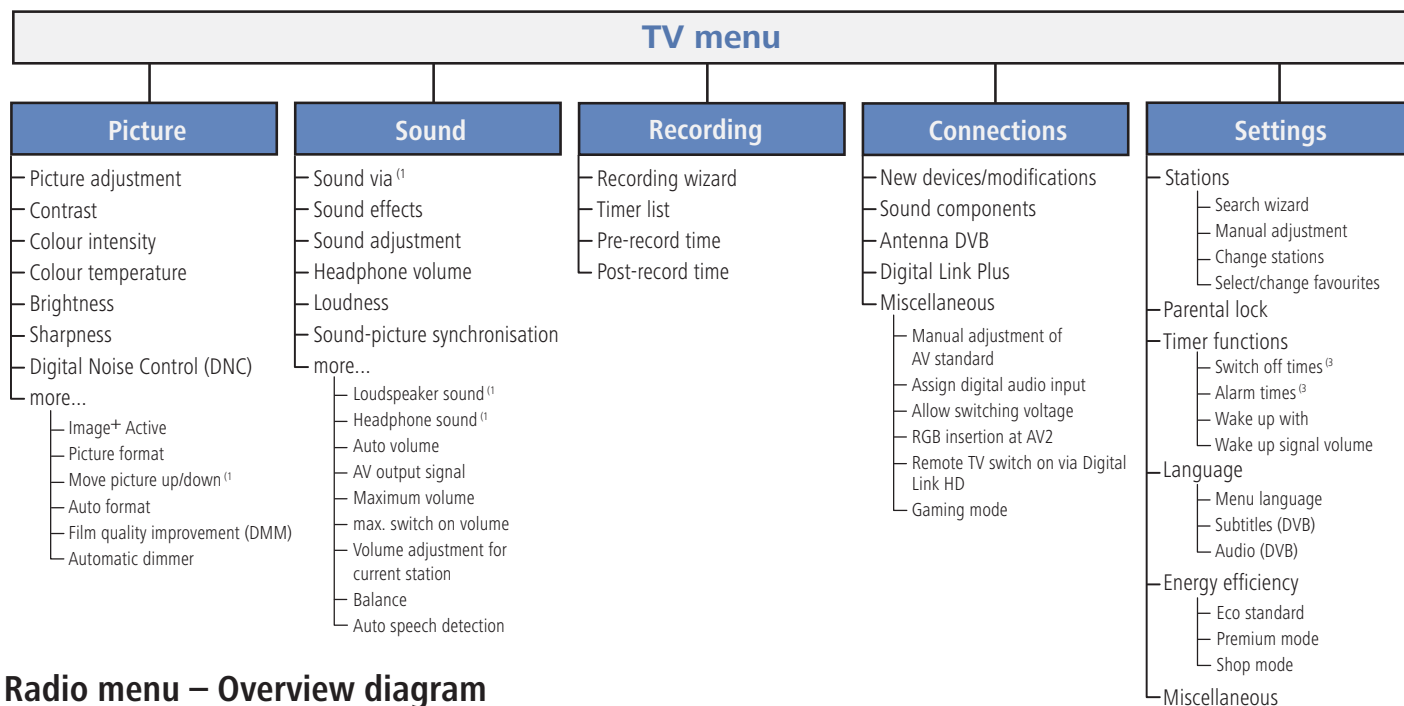 TV menu
Picture
Picture adjustment
Contrast
Colour intensity
Colour temperature
Brightness
Sharpness
Digital Noise Control (DNC)
more...
Image+ Active
Picture format
Move picture up/down (1
Auto format
Film quality improvement (DMM)
Automatic dimmer
Sound
Sound via (1
Sound effects
Sound adjustment
Headphone volume
Loudness
Sound-picture synchronisation
more...
Loudspeaker sound (1
Headphone sound (1
Auto volume
AV output signal
Maximum volume
max. switch on volume
Volume adjustment for
current station
Balance
Auto speech detection
Recording
Recording wizard
Timer list
Pre-record time
Post-record time
Connections
New devices/modifications
Sound components
Antenna DVB
Digital Link Plus
Miscellaneous
Manual adjustment of
AV standard
Assign digital audio input
Allow switching voltage
RGB insertion at AV2
Remote TV switch on via Digital
Link HD
Gaming mode
Settings
Stations
Search wizard
Manual adjustment
Change stations
Select/change favourites
Parental lock
Timer functions
Switch off times (3
Alarm times (3
Wake up with
Wake up signal volume
Language
Menu language
Subtitles (DVB)
Audio (DVB)
Energy efficiency
Eco standard
Premium mode
Shop mode
Miscellaneous
Radio menu – Overview diagram